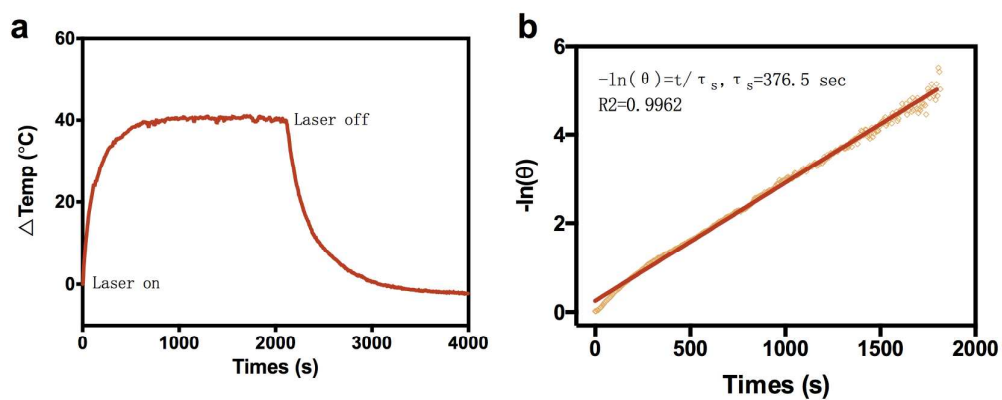 a
60
40
20
0
△Temp (°C)
Laser on
Laser off
0
1000
2000
3000
4000
Times (s)
b
6
4
2
0
-ln(θ)
−ln(θ)=t/τs, τs=376.5 sec
R2=0.9962
0
500
1000
1500
2000
Times (s)